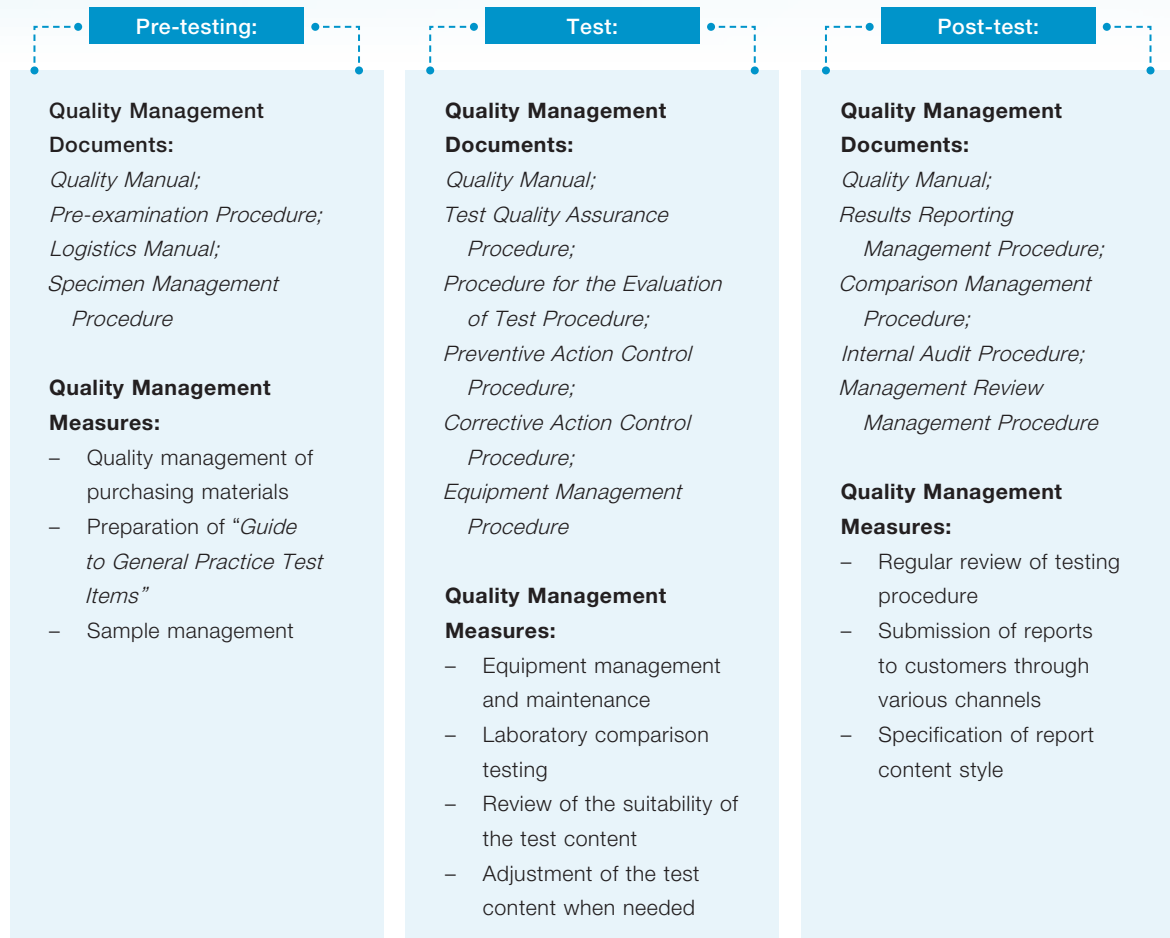 Pre-testing:
Quality Management
Documents:
Quality Manual;
Pre-examination Procedure;
Logistics Manual;
Specimen Management
Procedure
Quality Management
Measures:
– Quality management of
purchasing materials
– Preparation of “Guide
to General Practice Test
Items”
– Sample management
Test:
Quality Management
Documents:
Quality Manual;
Test Quality Assurance
Procedure;
Procedure for the Evaluation
of Test Procedure;
Preventive Action Control
Procedure;
Corrective Action Control
Procedure;
Equipment Management
Procedure
Quality Management
Measures:
– Equipment management
and maintenance
– Laboratory comparison
testing
– Review of the suitability of
the test content
– Adjustment of the test
content when needed
Post-test:
Quality Management
Documents:
Quality Manual;
Results Reporting
Management Procedure;
Comparison Management
Procedure;
Internal Audit Procedure;
Management Review
Management Procedure
Quality Management
Measures:
– Regular review of testing
procedure
– Submission of reports
to customers through
various channels
– Specification of report
content style